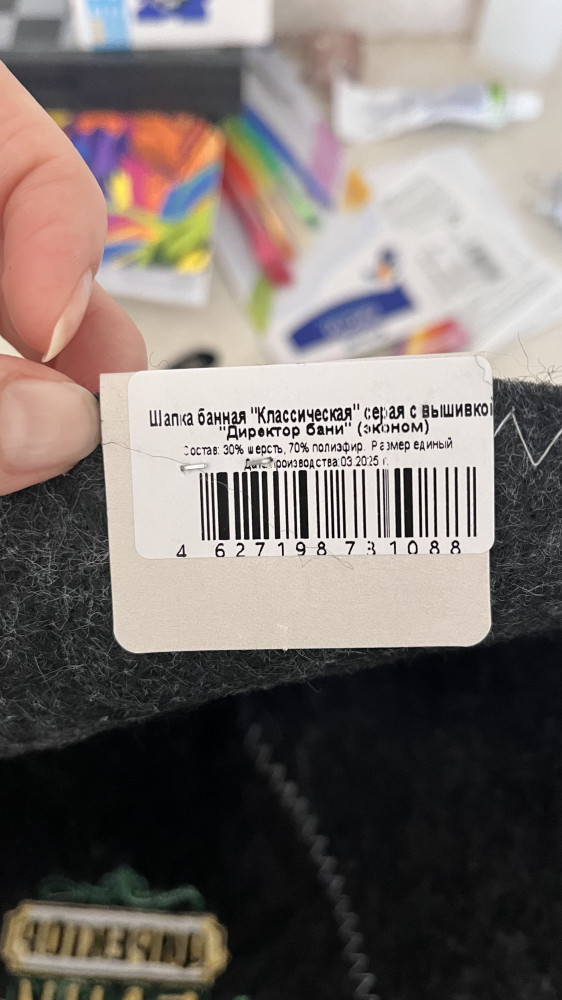 Шапка банная "Классическая" серая с вышивкой
"Директор бани" (эконом)
Состав: 30% шерсть, 70% полиэфир. Размер единый
Дата производства:03.2025 г.
4 627198 731088